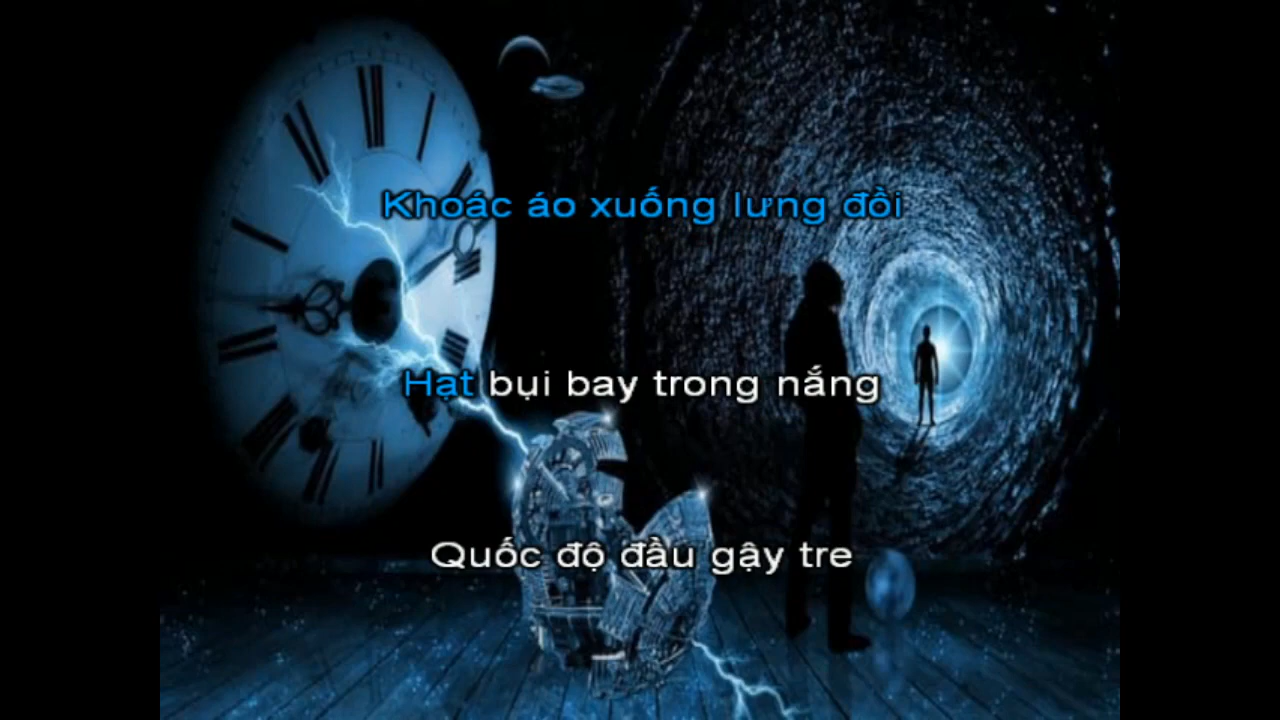 Khoác áo xuống lưng đồi
Hạt bụi bay trong nắng
Quốc độ đầu gậy tre